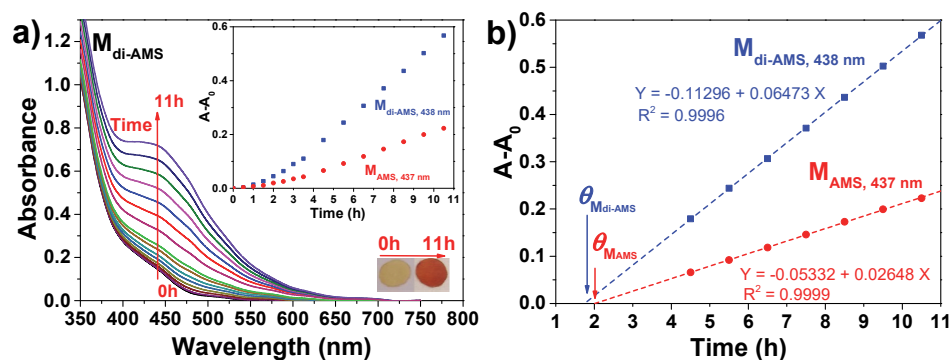 a)
M di-AMS
11h
Time
0h
Absorbance
1.2
1.0
0.8
0.6
0.4
0.2
0.0
350 400 450 500 550 600 650 700 750 800
Wavelength (nm)
A-A0
0.6
0.4
0.2
0.0
0 1 2 3 4 5 6 7 8 9 10 11
Time (h)
M di-AMS, 438 nm
M AMS, 437 nm
0h 11h
b)
A-A0
0.6
0.5
0.4
0.3
0.2
0.1
0.0
1 2 3 4 5 6 7 8 9 10 11
Time (h)
M di-AMS, 438 nm
Y = -0.11296 + 0.06473 X
R² = 0.9996
M AMS, 437 nm
θ Mdi-AMS
θ MAMS
Y = -0.05332 + 0.02648 X
R² = 0.9999